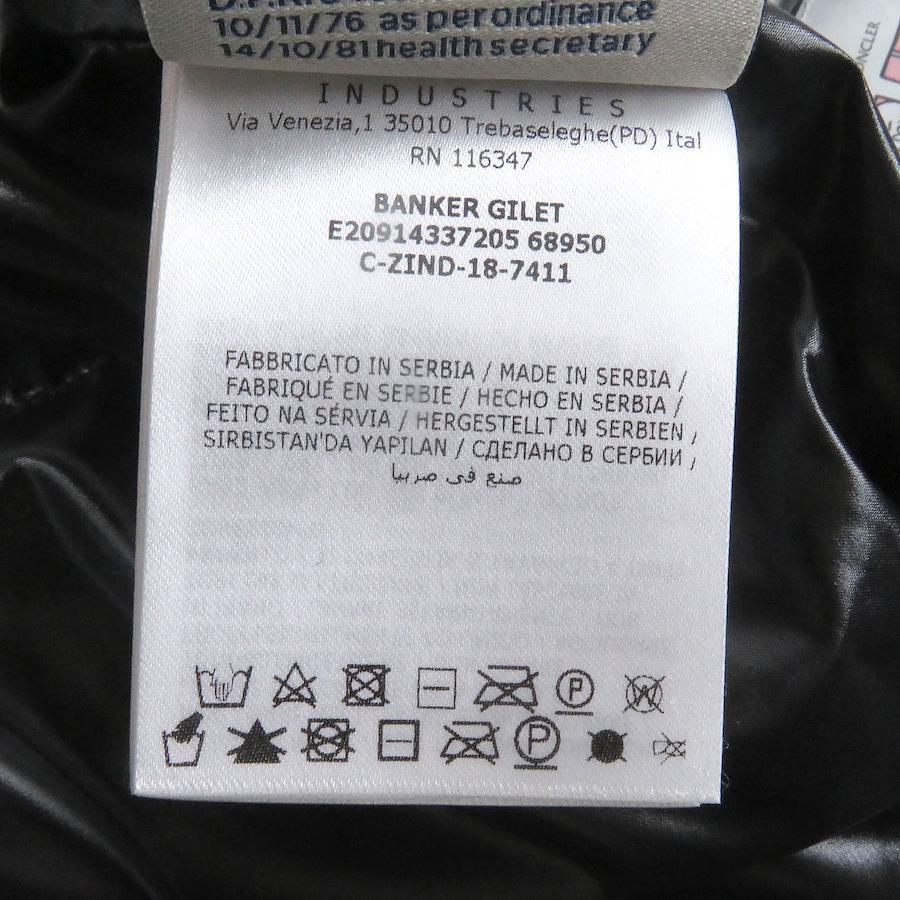 10/11/76 as per ordinance
14/10/81 health secretary
INDUSTRIES
Via Venezia,1 35010 Trebaseleghe(PD) Ital
RN 116347
BANKER GILET
E20914337205 68950
C-ZIND-18-7411
FABBRICATO IN SERBIA / MADE IN SERBIA /
FABRIQUÉ EN SERBIE / HECHO EN SERBIA /
FEITO NA SÉRVIA / HERGESTELLT IN SERBIEN /
SIRBISTAN'DA YAPILAN / СДЕЛАНО В СЕРБИИ /
صنع في صربيا
P
W
P